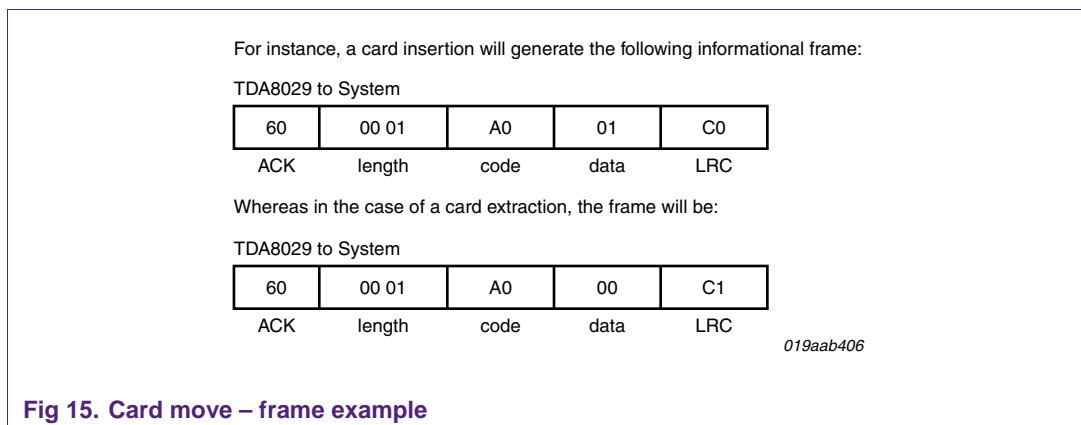 For instance, a card insertion will generate the following informational frame:
TDA8029 to System
60 00 01 A0 01 C0
ACK length code data LRC
Whereas in the case of a card extraction, the frame will be:
TDA8029 to System
60 00 01 A0 00 C1
ACK length code data LRC
019aab406
Fig 15. Card move – frame example